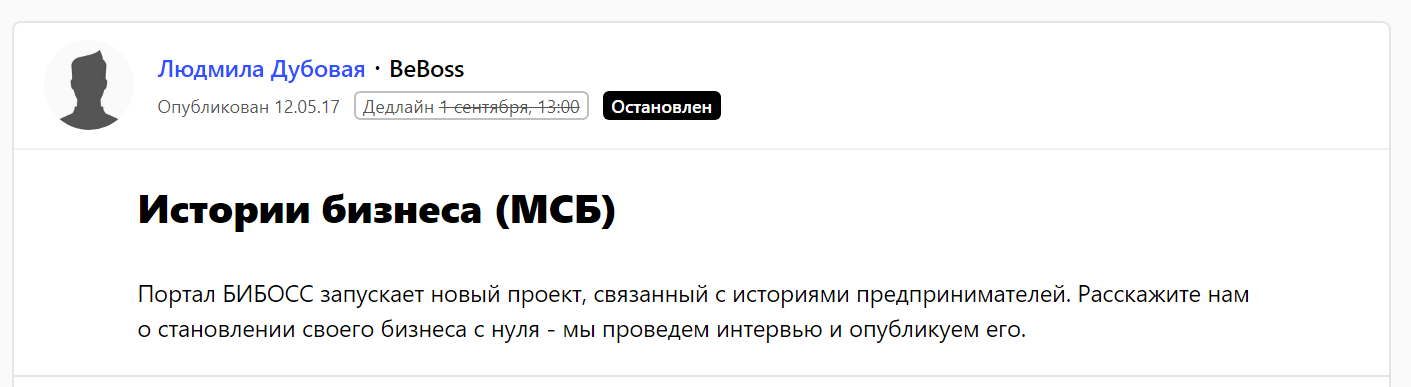 Людмила Дубовая · BeBoss
Опубликован 12.05.17 Дедлайн 1 сентября, 13:00 Остановлен
Истории бизнеса (МСБ)
Портал БИБОСС запускает новый проект, связанный с историями предпринимателей. Расскажите нам
о становлении своего бизнеса с нуля - мы проведем интервью и опубликуем его.